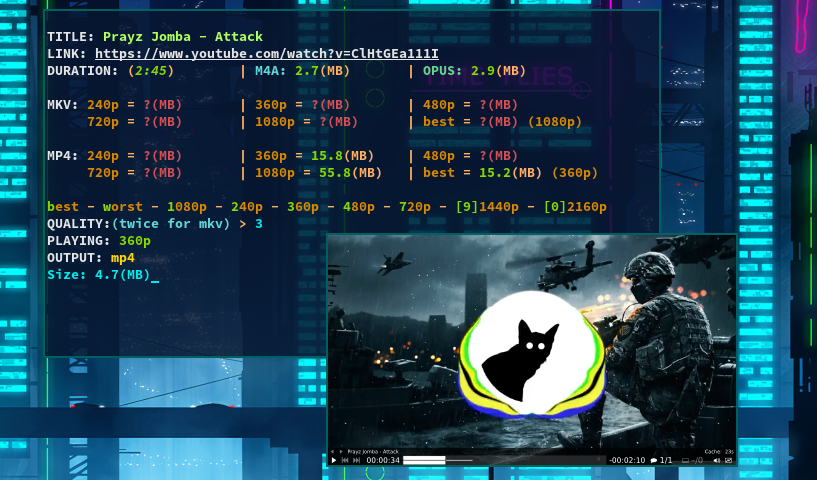 TITLE: Prayz Jomba - Attack
LINK: https://www.youtube.com/watch?v=ClHtGEa111I
DURATION: (2:45) | M4A: 2.7(MB) | OPUS: 2.9(MB)
MKV: 240p = ?(MB) | 360p = ?(MB) | 480p = ?(MB)
720p = ?(MB) | 1080p = ?(MB) | best = ?(MB) (1080p)
MP4: 240p = ?(MB) | 360p = 15.8(MB) | 480p = ?(MB)
720p = ?(MB) | 1080p = 55.8(MB) | best = 15.2(MB) (360p)
best - worst - 1080p - 240p - 360p - 480p - 720p - [9]1440p - [0]2160p
QUALITY:(twice for mkv) > 3
PLAYING: 360p
OUTPUT: mp4
Size: 4.7(MB)_
Prayz Jomba - Attack
Cache: 23s
00:00:34
-00:02:10
1/1
-/0